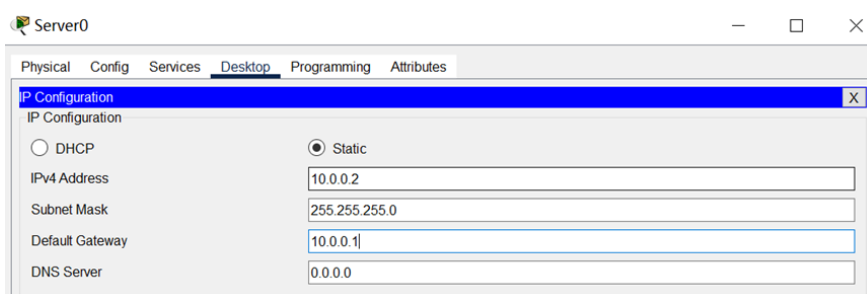 Server0
Physical Config Services Desktop Programming Attributes
IP Configuration X
IP Configuration
DHCP Static
IPv4 Address 10.0.0.2
Subnet Mask 255.255.255.0
Default Gateway 10.0.0.1
DNS Server 0.0.0.0